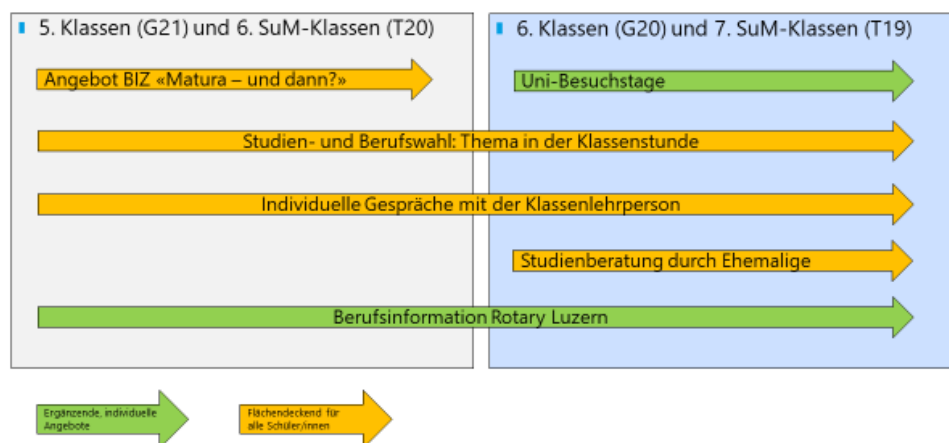 5. Klassen (G21) und 6. SuM-Klassen (T20)
6. Klassen (G20) und 7. SuM-Klassen (T19)
Angebot BIZ «Matura – und dann?»
Uni-Besuchstage
Studien- und Berufswahl: Thema in der Klassenstunde
Individuelle Gespräche mit der Klassenlehrperson
Studienberatung durch Ehemalige
Berufsinformation Rotary Luzern
Ergänzende, individuelle
Angebote
Flächendeckend für
alle Schüler/innen